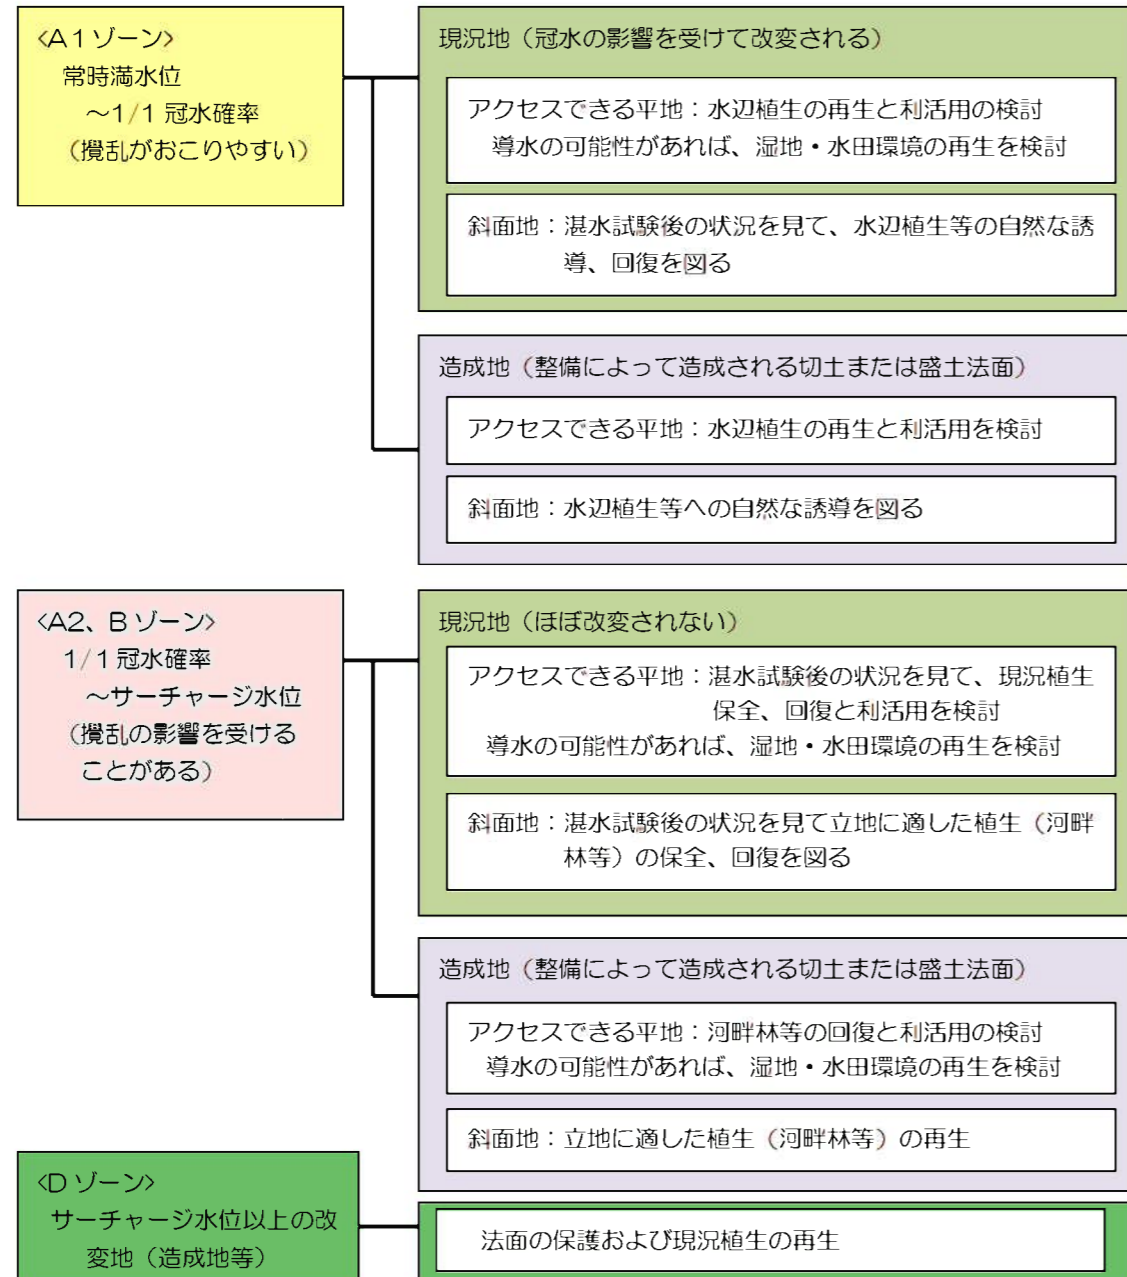 <A1ゾーン>
常時満水位
～1/1 冠水確率
(攪乱がおこりやすい)
現況地（冠水の影響を受けて改変される）
アクセスできる平地：水辺植生の再生と利活用の検討
導水の可能性があれば、湿地・水田環境の再生を検討
斜面地：湛水試験後の状況を見て、水辺植生等の自然な誘
導、回復を図る
造成地（整備によって造成される切土または盛土法面）
アクセスできる平地：水辺植生の再生と利活用を検討
斜面地：水辺植生等への自然な誘導を図る
<A2、Bゾーン>
1/1 冠水確率
～サーチャージ水位
(攪乱の影響を受ける
ことがある)
現況地（ほぼ改変されない）
アクセスできる平地：湛水試験後の状況を見て、現況植生
保全、回復と利活用を検討
導水の可能性があれば、湿地・水田環境の再生を検討
斜面地：湛水試験後の状況を見て立地に適した植生（河畔
林等）の保全、回復を図る
造成地（整備によって造成される切土または盛土法面）
アクセスできる平地：河畔林等の回復と利活用の検討
導水の可能性があれば、湿地・水田環境の再生を検討
斜面地：立地に適した植生（河畔林等）の再生
<Dゾーン>
サーチャージ水位以上の改
変地（造成地等）
法面の保護および現況植生の再生